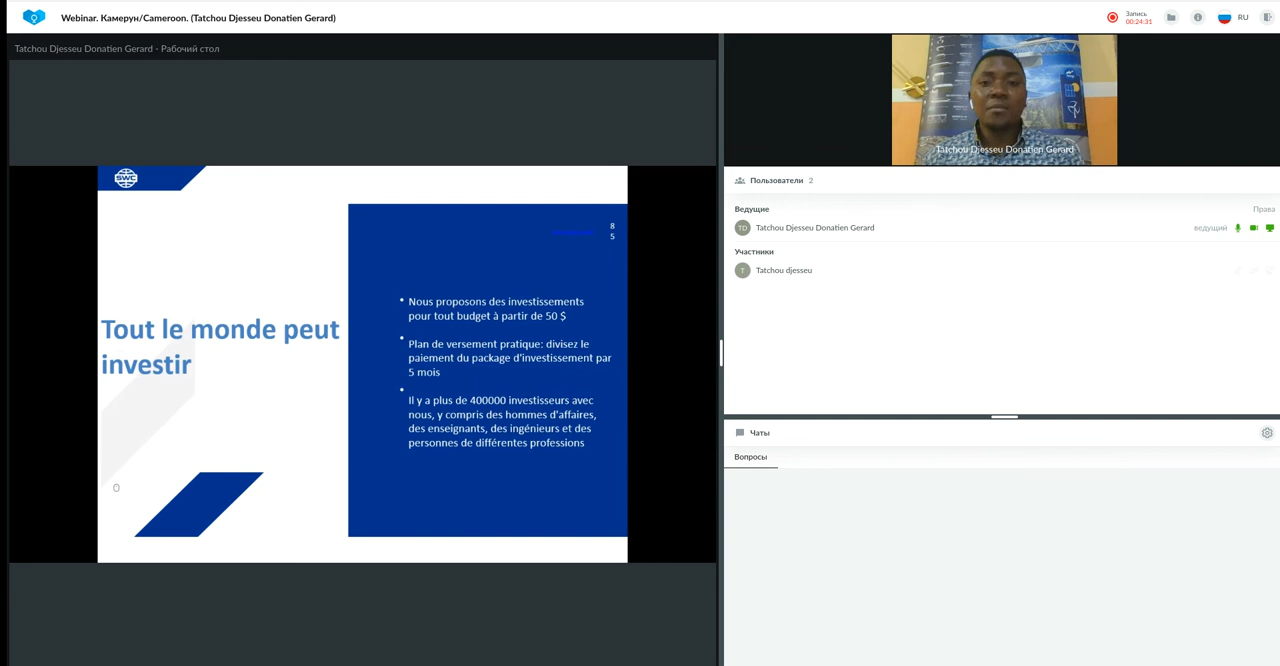 Webinar. Камерун/Cameroon. (Tatchou Djesseu Donatien Gerard)
Запись
00:24:31
RU
Tatchou Djesseu Donatien Gerard - Рабочий стол
SWC
8
5
Tout le monde peut
investir
• Nous proposons des investissements
pour tout budget à partir de 50 $
• Plan de versement pratique: divisez le
paiement du package d'investissement par
5 mois
•
Il y a plus de 400000 investisseurs avec
nous, y compris des hommes d'affaires,
des enseignants, des ingénieurs et des
personnes de différentes professions
Tatchou Djesseu Donatien Gerard
Пользователи 2
Ведущие
Права
TD Tatchou Djesseu Donatien Gerard
ведущий
Участники
T Tatchou djesseu
Чаты
Вопросы